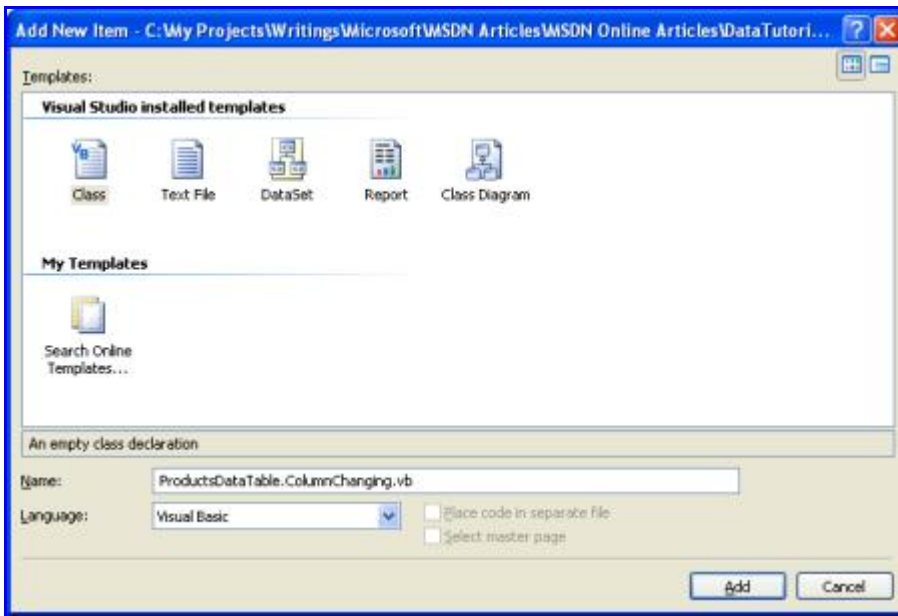 Add New Item - C:\My Projects\Writings\Microsoft\MSDN Articles\MSDN Online Articles\DataTutori...
Templates:
Visual Studio installed templates
Class Text File DataSet Report Class Diagram
My Templates
Search Online
Templates...
An empty class declaration
Name: ProductsDataTable.ColumnChanging.vb
Language: Visual Basic Place code in separate file
Select master page
Add Cancel